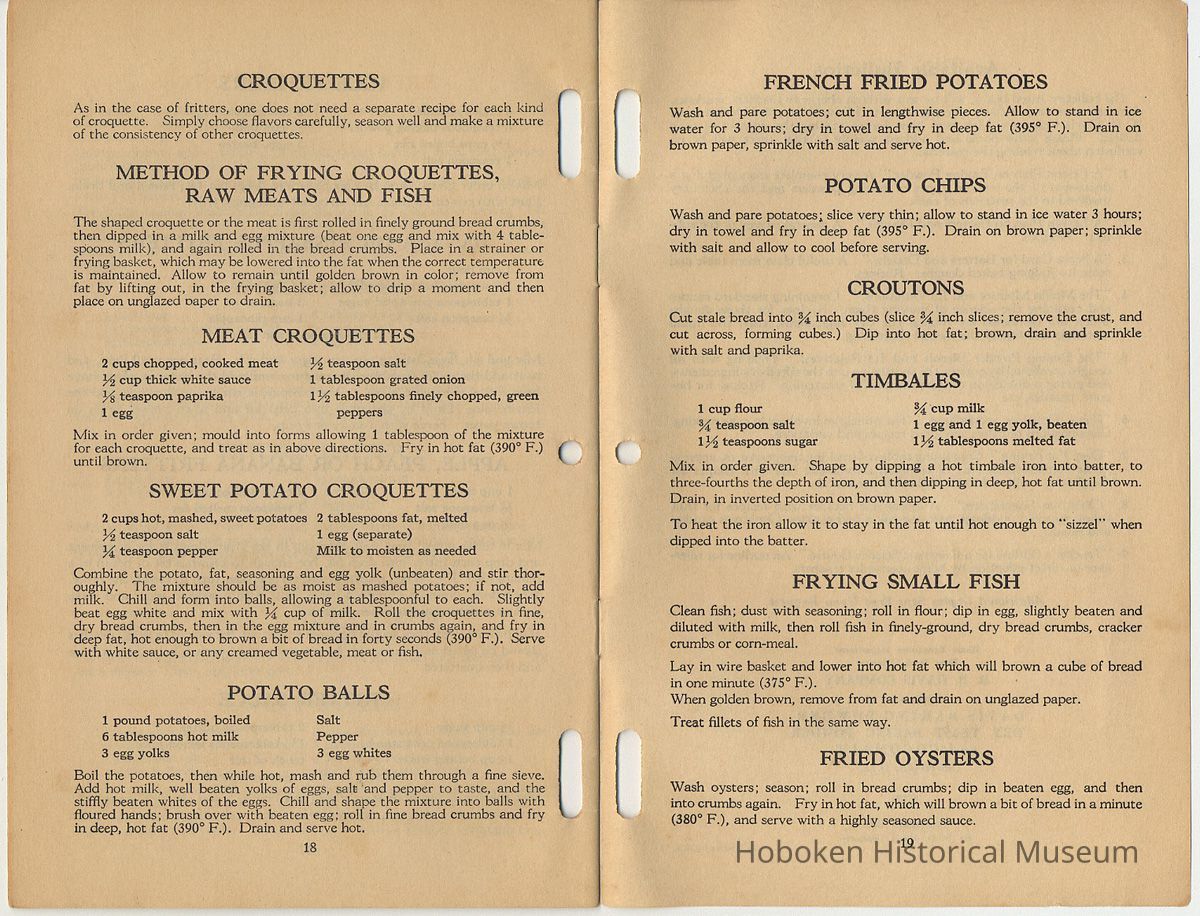 CROQUETTES
As in the case of fritters, one does not need a separate recipe for each kind
of croquette. Simply choose flavors carefully, season well and make a mixture
of the consistency of other croquettes.
METHOD OF FRYING CROQUETTES,
RAW MEATS AND FISH
The shaped croquette or the meat is first rolled in finely ground bread crumbs,
then dipped in a milk and egg mixture (beat one egg and mix with 4 table-
spoons milk), and again rolled in the bread crumbs. Place in a strainer or
frying basket, which may be lowered into the fat when the correct temperature
is maintained. Allow to remain until golden brown in color; remove from
fat by lifting out, in the frying basket; allow to drip a moment and then
place on unglazed paper to drain.
MEAT CROQUETTES
2 cups chopped, cooked meat ½ teaspoon salt
½ cup thick white sauce 1 tablespoon grated onion
⅛ teaspoon paprika 1½ tablespoons finely chopped, green
1 egg peppers
Mix in order given; mould into forms allowing 1 tablespoon of the mixture
for each croquette, and treat as in above directions. Fry in hot fat (390° F.)
until brown.
SWEET POTATO CROQUETTES
2 cups hot, mashed, sweet potatoes 2 tablespoons fat, melted
½ teaspoon salt 1 egg (separate)
¼ teaspoon pepper Milk to moisten as needed
Combine the potato, fat, seasoning and egg yolk (unbeaten) and stir thor-
oughly. The mixture should be as moist as mashed potatoes; if not, add
milk. Chill and form into balls, allowing a tablespoonful to each. Slightly
beat egg white and mix with ¼ cup of milk. Roll the croquettes in fine,
dry bread crumbs, then in the egg mixture and in crumbs again, and fry in
deep fat, hot enough to brown a bit of bread in forty seconds (390° F.). Serve
with white sauce, or any creamed vegetable, meat or fish.
POTATO BALLS
1 pound potatoes, boiled Salt
6 tablespoons hot milk Pepper
3 egg yolks 3 egg whites
Boil the potatoes, then while hot, mash and rub them through a fine sieve.
Add hot milk, well beaten yolks of eggs, salt and pepper to taste, and the
stiffly beaten whites of the eggs. Chill and shape the mixture into balls with
floured hands; brush over with beaten egg; roll in fine bread crumbs and fry
in deep, hot fat (390° F.). Drain and serve hot.
18
FRENCH FRIED POTATOES
Wash and pare potatoes; cut in lengthwise pieces. Allow to stand in ice
water for 3 hours; dry in towel and fry in deep fat (395° F.). Drain on
brown paper, sprinkle with salt and serve hot.
POTATO CHIPS
Wash and pare potatoes; slice very thin; allow to stand in ice water 3 hours;
dry in towel and fry in deep fat (395° F.). Drain on brown paper; sprinkle
with salt and allow to cool before serving.
CROUTONS
Cut stale bread into ¾ inch cubes (slice ¾ inch slices; remove the crust, and
cut across, forming cubes.) Dip into hot fat; brown, drain and sprinkle
with salt and paprika.
TIMBALES
1 cup flour ¾ cup milk
¾ teaspoon salt 1 egg and 1 egg yolk, beaten
1½ teaspoons sugar 1½ tablespoons melted fat
Mix in order given. Shape by dipping a hot timbale iron into batter, to
three-fourths the depth of iron, and then dipping in deep, hot fat until brown.
Drain, in inverted position on brown paper.
To heat the iron allow it to stay in the fat until hot enough to "sizzel" when
dipped into the batter.
FRYING SMALL FISH
Clean fish; dust with seasoning; roll in flour; dip in egg, slightly beaten and
diluted with milk, then roll fish in finely-ground, dry bread crumbs, cracker
crumbs or corn-meal.
Lay in wire basket and lower into hot fat which will brown a cube of bread
in one minute (375° F.).
When golden brown, remove from fat and drain on unglazed paper.
Treat fillets of fish in the same way.
FRIED OYSTERS
Wash oysters; season; roll in bread crumbs; dip in beaten egg, and then
into crumbs again. Fry in hot fat, which will brown a bit of bread in a minute
(380° F.), and serve with a highly seasoned sauce.
19
Hoboken Historical Museum